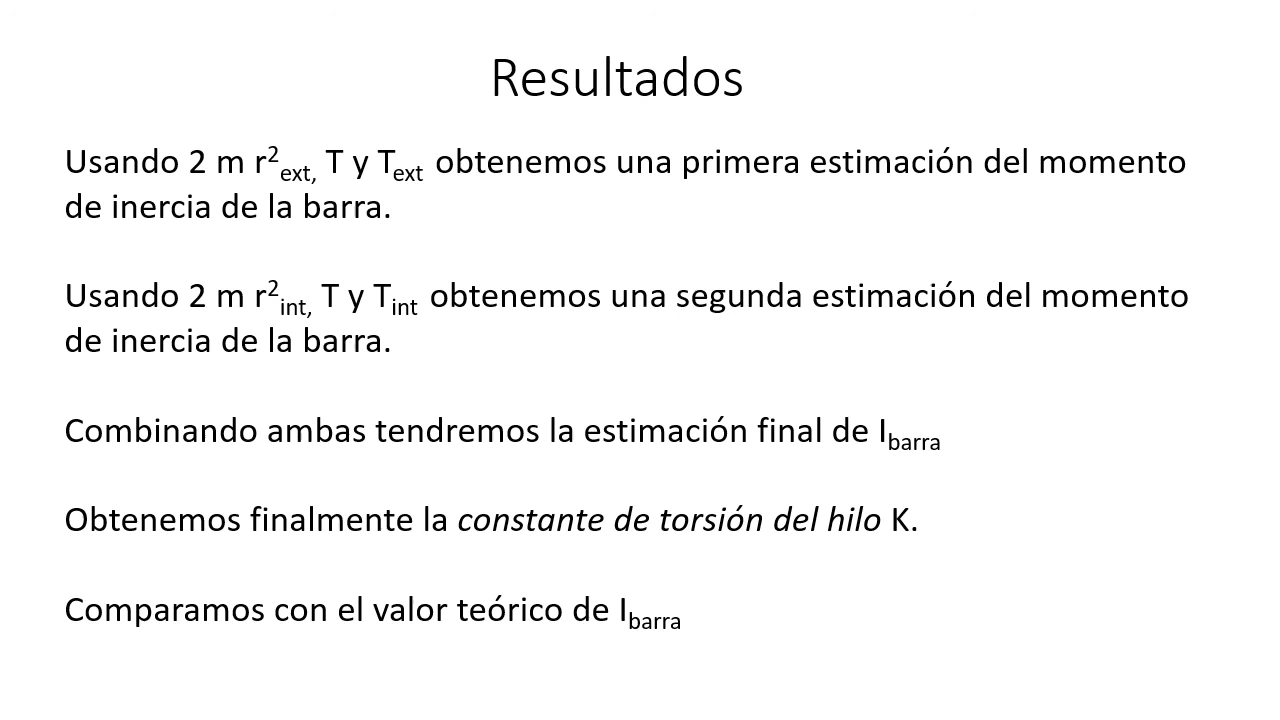 Resultados
Usando 2 m r²ext, T y Text obtenemos una primera estimación del momento
de inercia de la barra.
Usando 2 m r²int, T y Tint obtenemos una segunda estimación del momento
de inercia de la barra.
Combinando ambas tendremos la estimación final de Ibarra
Obtenemos finalmente la constante de torsión del hilo K.
Comparamos con el valor teórico de Ibarra